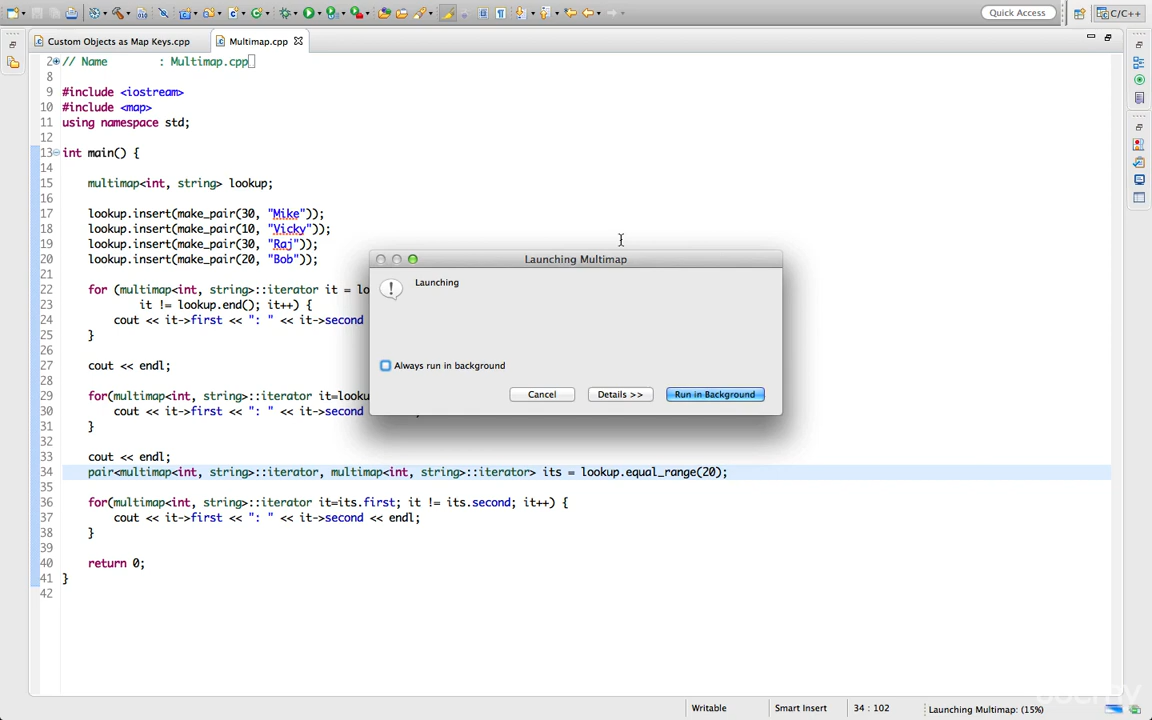 Quick Access
C/C++
Custom Objects as Map Keys.cpp
Multimap.cpp
2 // Name : Multimap.cpp
8
9 #include <iostream>
10 #include <map>
11 using namespace std;
12
13 int main() {
14
15 multimap<int, string> lookup;
16
17 lookup.insert(make_pair(30, "Mike"));
18 lookup.insert(make_pair(10, "Vicky"));
19 lookup.insert(make_pair(30, "Raj"));
20 lookup.insert(make_pair(20, "Bob"));
21
22 for (multimap<int, string>::iterator it = lo
23 it != lookup.end(); it++) {
24 cout << it->first << ": " << it->second
25 }
26
27 cout << endl;
28
29 for(multimap<int, string>::iterator it=looku
30 cout << it->first << ": " << it->second
31 }
32
33 cout << endl;
34 pair<multimap<int, string>::iterator, multimap<int, string>::iterator> its = lookup.equal_range(20);
35
36 for(multimap<int, string>::iterator it=its.first; it != its.second; it++) {
37 cout << it->first << ": " << it->second << endl;
38 }
39
40 return 0;
41 }
42
Launching Multimap
Launching
Always run in background
Cancel
Details >>
Run in Background
Writable
Smart Insert
34 : 102
Launching Multimap: (15%)